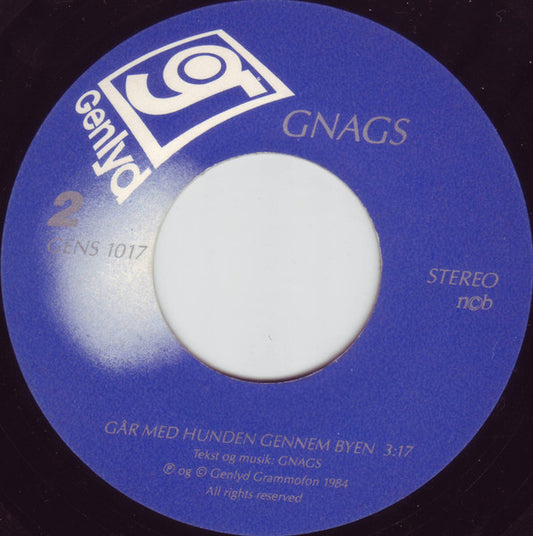 Genlyd
GNAGS
2
GENS 1017
STEREO
n©b
GÅR MED HUNDEN GENNEM BYEN 3:17
Tekst og musik: GNAGS
℗ og © Genlyd Grammofon 1984
All rights reserved